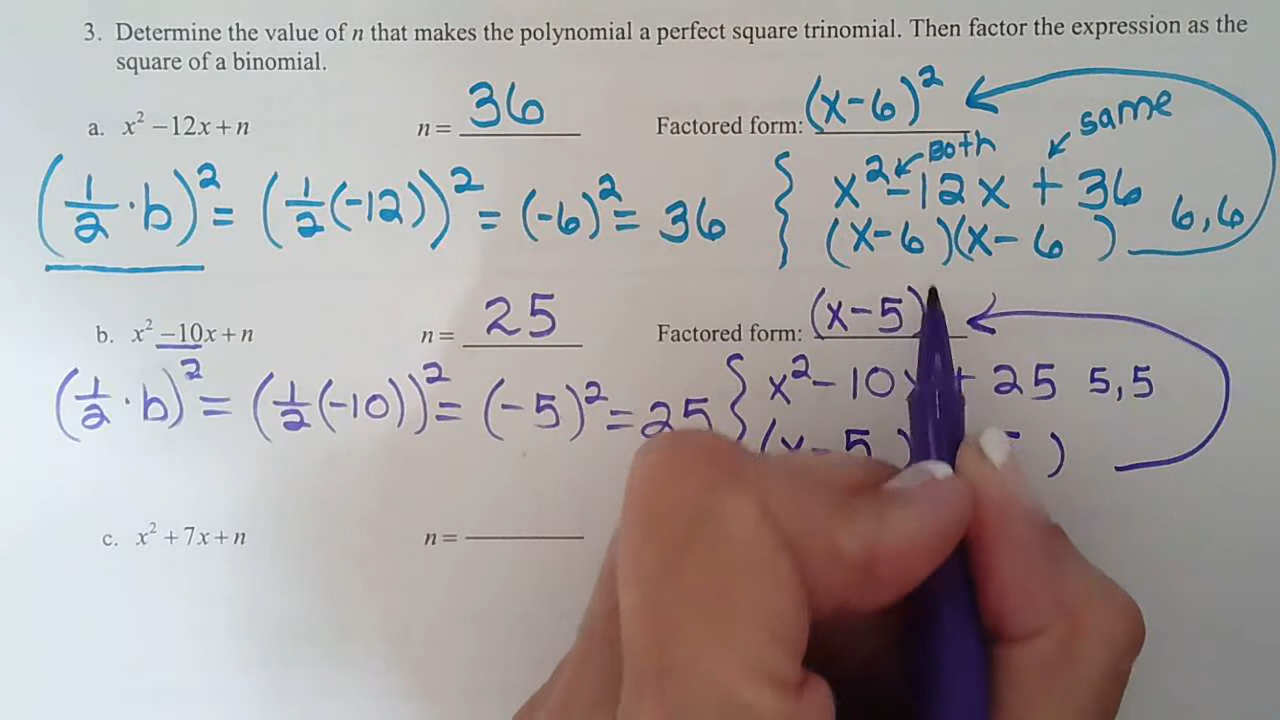 3. Determine the value of n that makes the polynomial a perfect square trinomial. Then factor the expression as the
square of a binomial.
a. x² −12x + n
n = 36
Factored form: (x-6)²
(1/2 · b)² = (1/2(-12))² = (-6)² = 36
Both
same
x² - 12x + 36
6,6
(x-6)(x-6)
b. x² −10x + n
n = 25
Factored form: (x-5)
(1/2 · b)² = (1/2(-10))² = (-5)² = 25
x² - 10x + 25 5,5
(x-5)
)
c. x² + 7x + n
n =